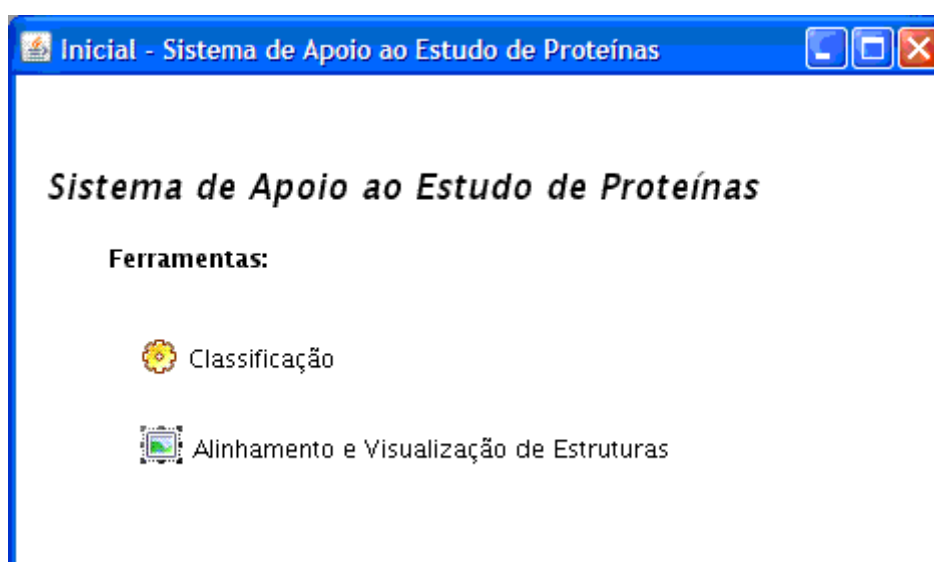 Inicial - Sistema de Apoio ao Estudo de Proteínas
Sistema de Apoio ao Estudo de Proteínas
Ferramentas:
Classificação
Alinhamento e Visualização de Estruturas